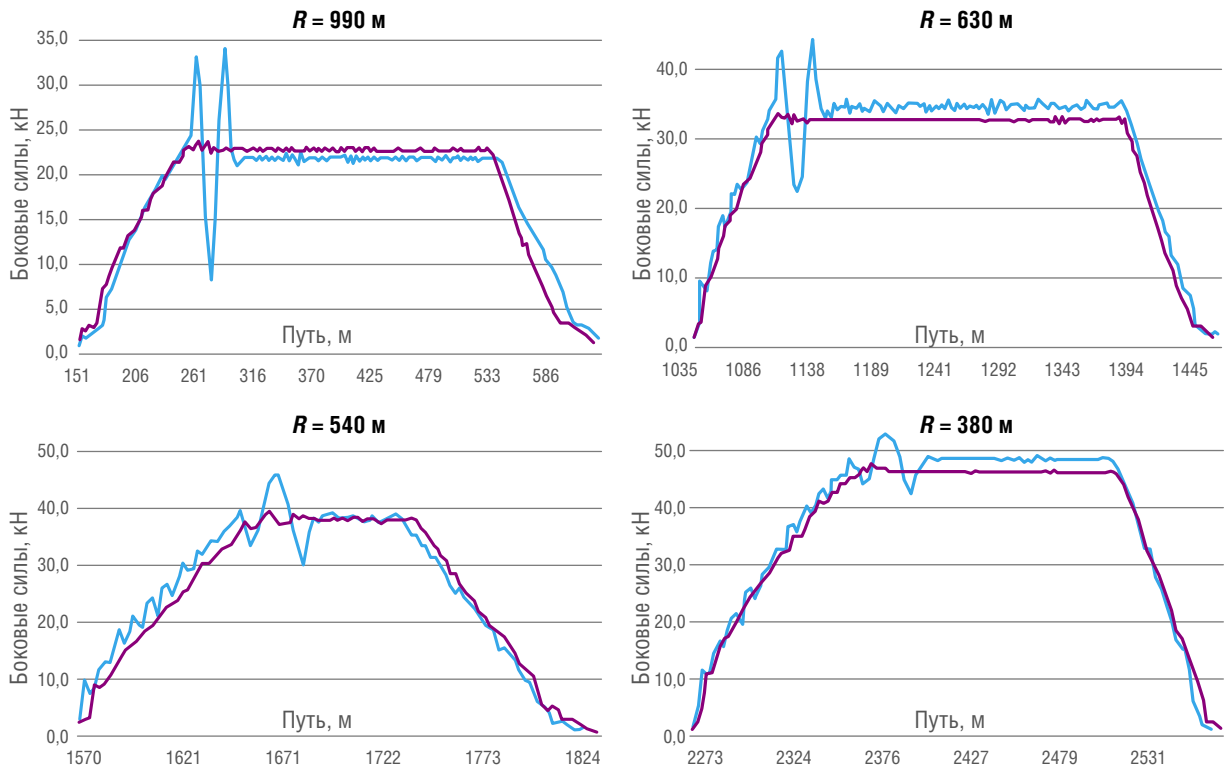 R = 990 м
Боковые силы, кН
35,0
30,0
25,0
20,0
15,0
10,0
5,0
0,0
Путь, м
151 206 261 316 370 425 479 533 586
R = 630 м
Боковые силы, кН
40,0
30,0
20,0
10,0
0,0
Путь, м
1035 1086 1138 1189 1241 1292 1343 1394 1445
R = 540 м
Боковые силы, кН
50,0
40,0
30,0
20,0
10,0
0,0
Путь, м
1570 1621 1671 1722 1773 1824
R = 380 м
Боковые силы, кН
50,0
40,0
30,0
20,0
10,0
0,0
Путь, м
2273 2324 2376 2427 2479 2531